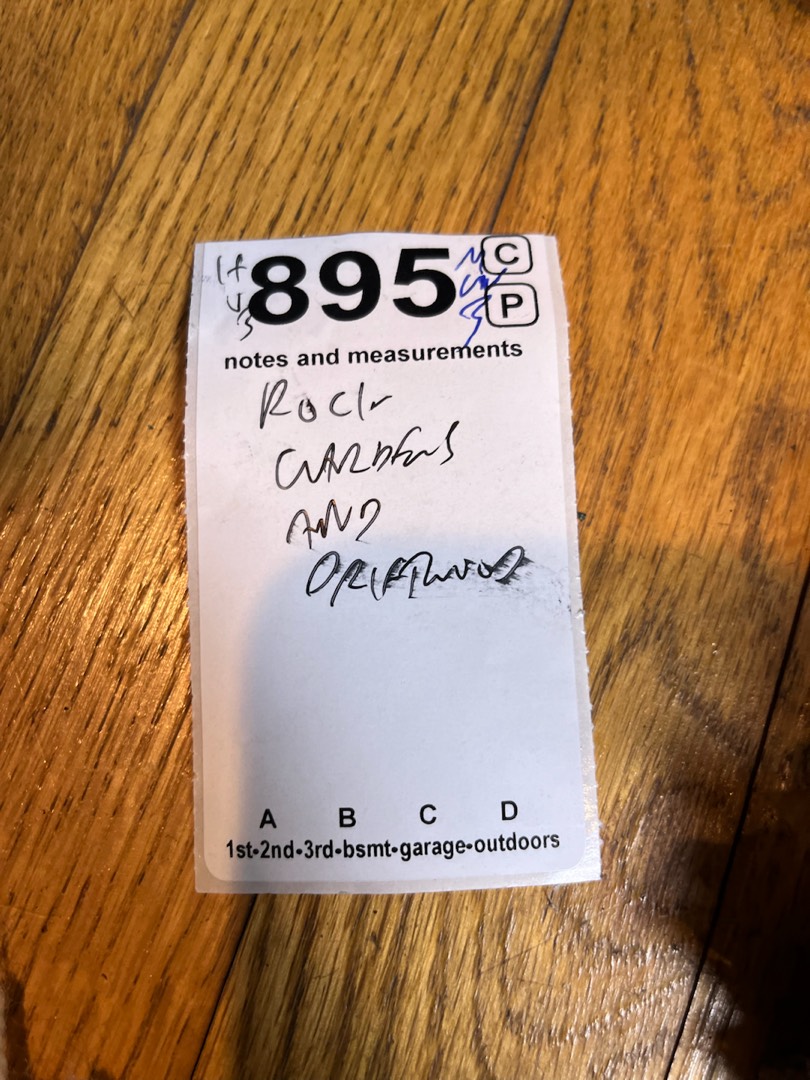 895
C
P
notes and measurements
ROCK
GARDENS
AND
DRIFTWOOD
A B C D
1st-2nd-3rd-bsmt-garage-outdoors